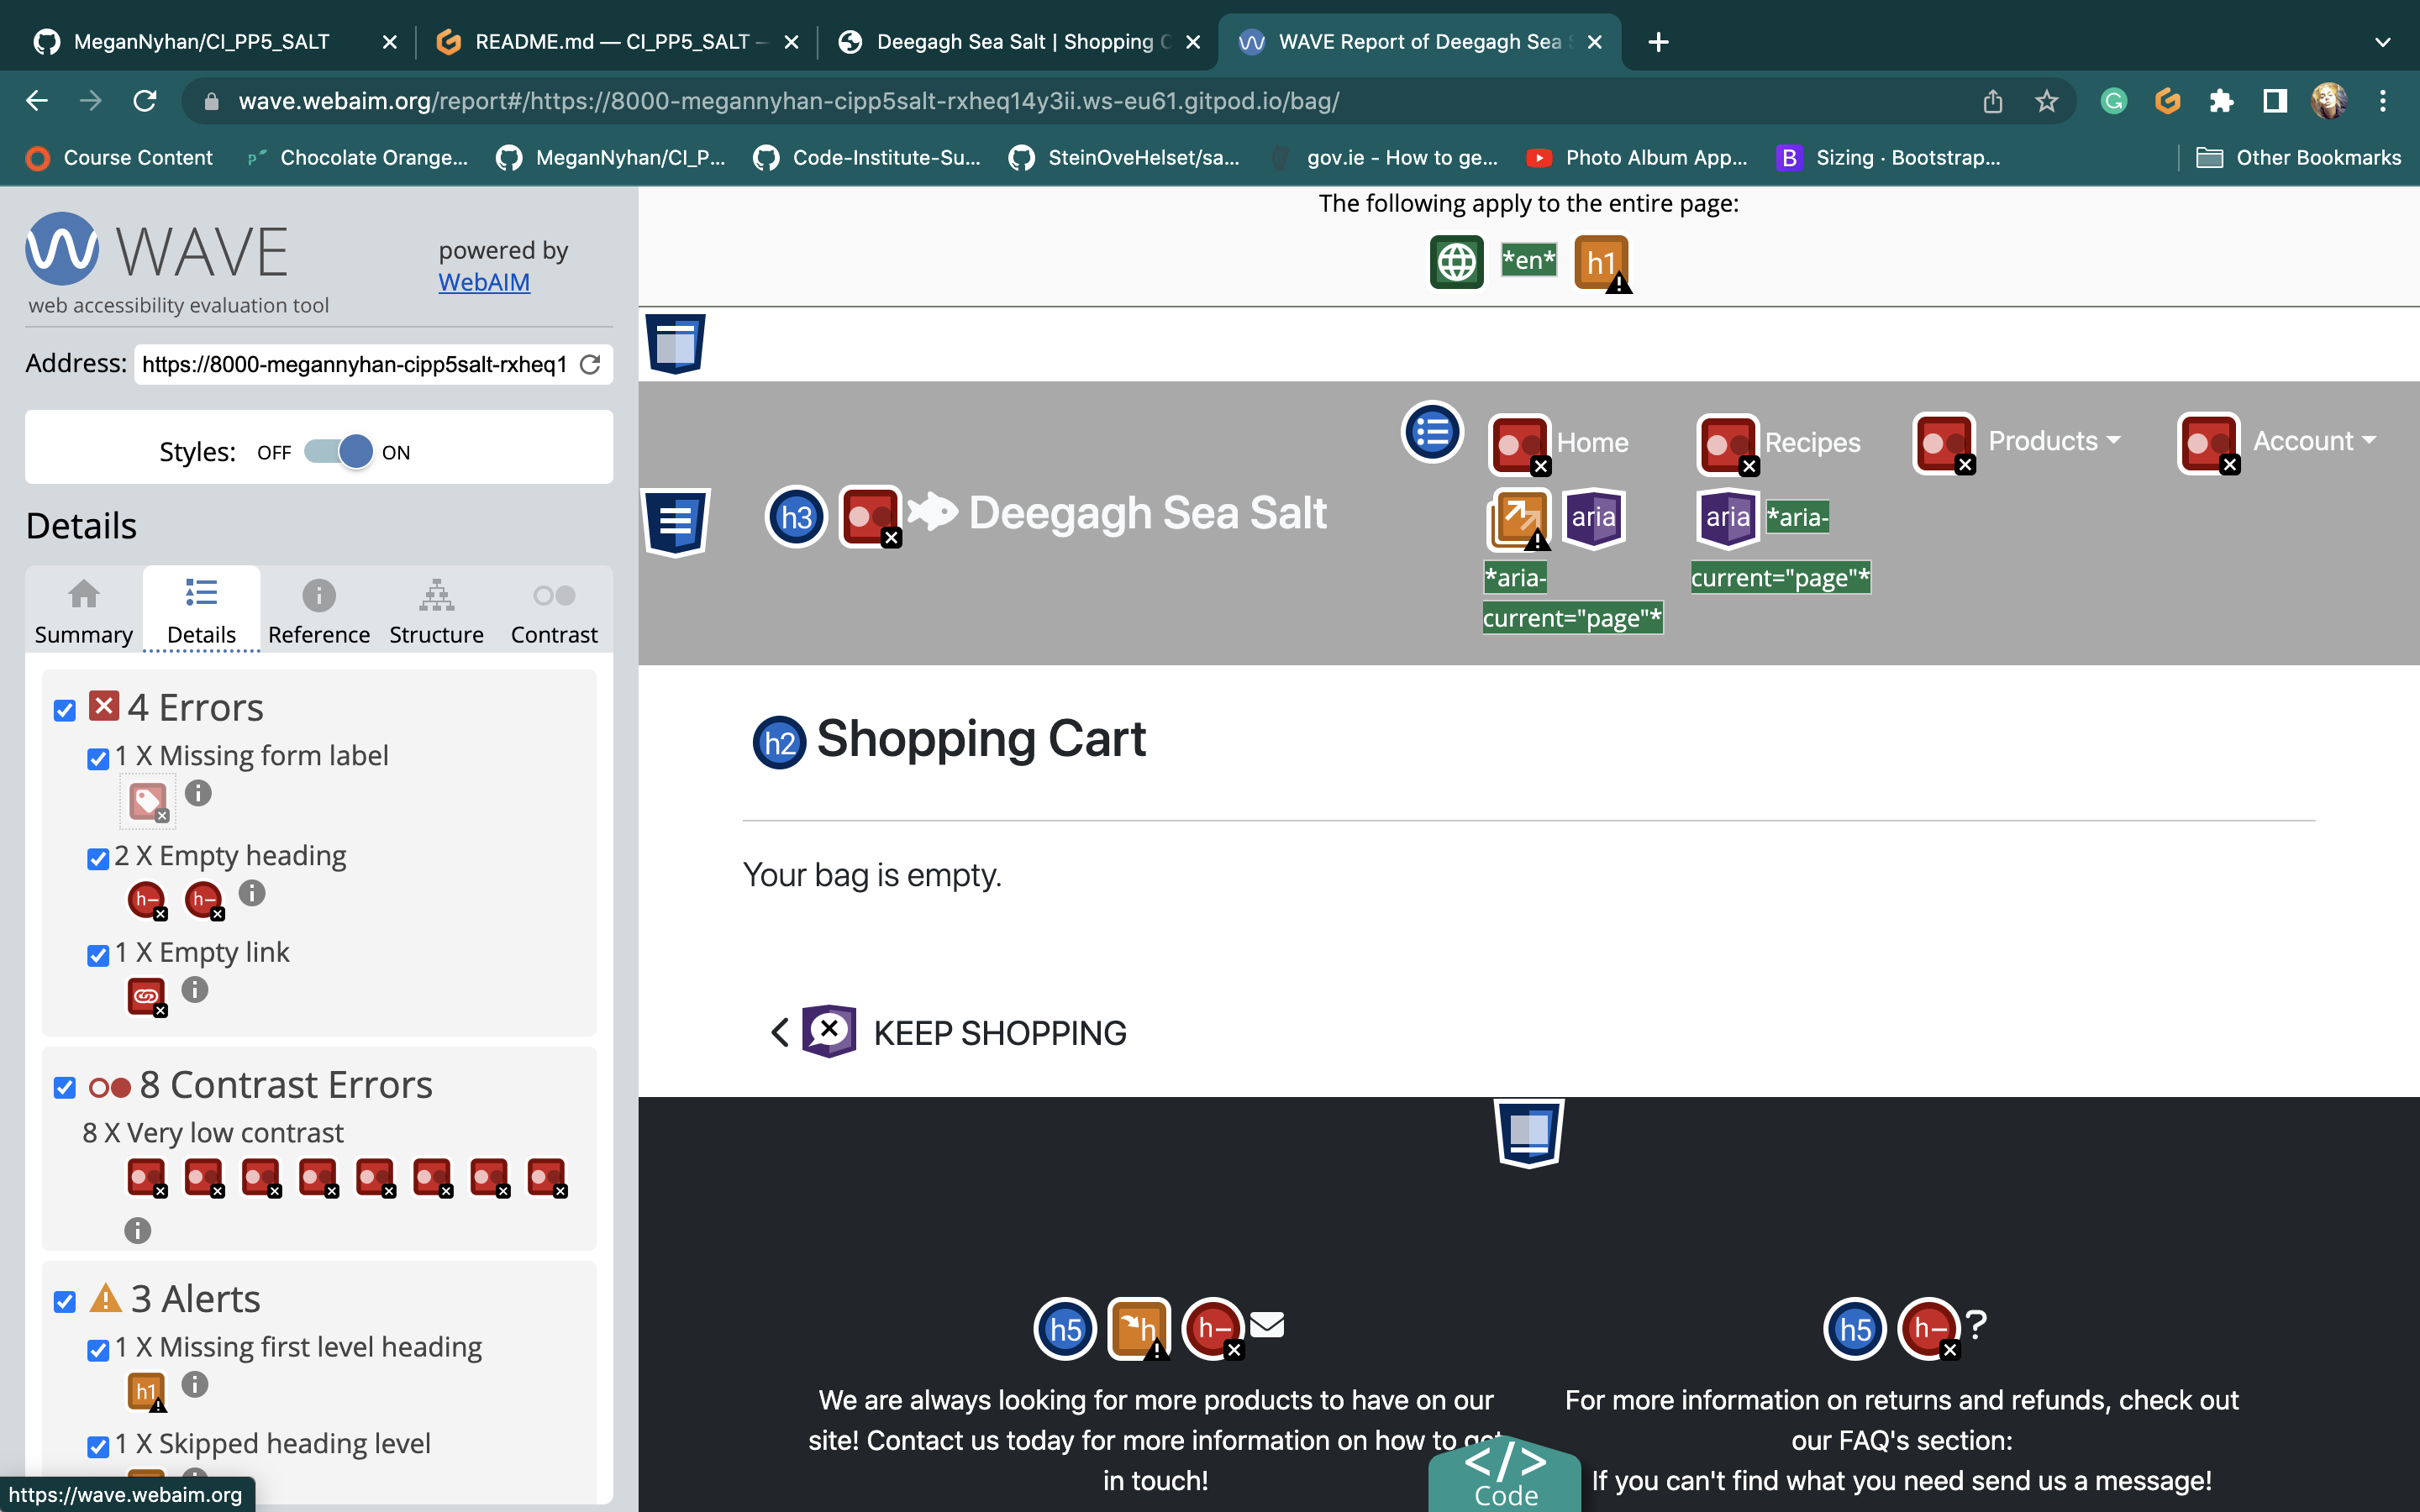 MeganNyhan/CI_PP5_SALT
README.md — CI_PP5_SALT
Deegagh Sea Salt | Shopping
WAVE Report of Deegagh Sea
wave.webaim.org/report#/https://8000-megannyhan-cipp5salt-rxheq14y3ii.ws-eu61.gitpod.io/bag/
Course Content
Chocolate Orange...
MeganNyhan/CI_P...
Code-Institute-Su...
SteinOveHelset/sa...
gov.ie - How to ge...
Photo Album App...
B
Sizing · Bootstrap...
Other Bookmarks
WAVE
web accessibility evaluation tool
powered by
WebAIM
Address: https://8000-megannyhan-cipp5salt-rxheq1
Styles: OFF ON
Details
Summary Details Reference Structure Contrast
4 Errors
1 X Missing form label
2 X Empty heading
h- h-
1 X Empty link
8 Contrast Errors
8 X Very low contrast
3 Alerts
1 X Missing first level heading
h1
1 X Skipped heading level
https://wave.webaim.org
The following apply to the entire page:
*en* h1
h3 Deegagh Sea Salt
Home
Recipes
Products
Account
aria
*aria-
current="page"*
aria *aria-
current="page"*
h2 Shopping Cart
Your bag is empty.
KEEP SHOPPING
h5 h h-
We are always looking for more products to have on our
site! Contact us today for more information on how to get
in touch!
h5 h- ?
For more information on returns and refunds, check out
our FAQ's section:
If you can't find what you need send us a message!
</> Code